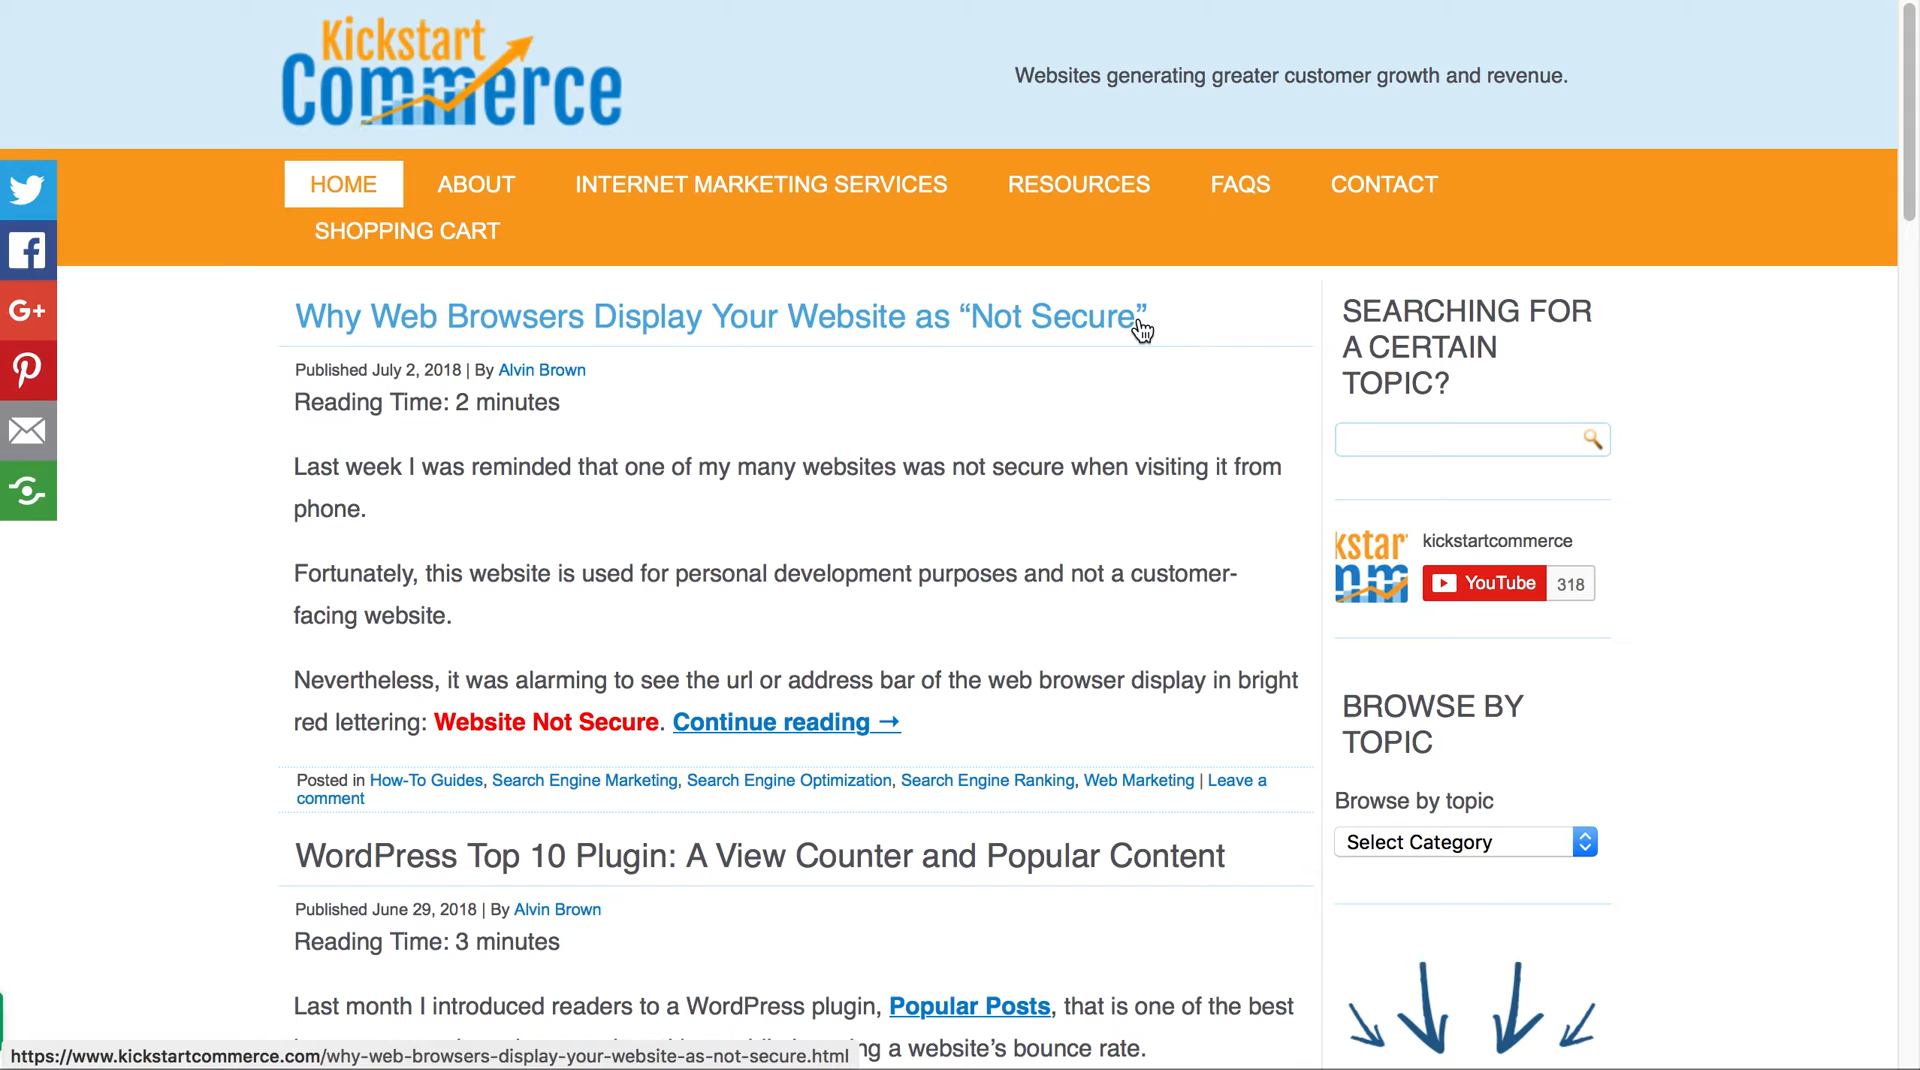 Kickstart
Commerce
Websites generating greater customer growth and revenue.
HOME ABOUT INTERNET MARKETING SERVICES RESOURCES FAQS CONTACT
SHOPPING CART
G+
Why Web Browsers Display Your Website as “Not Secure”
Published July 2, 2018 | By Alvin Brown
Reading Time: 2 minutes
Last week I was reminded that one of my many websites was not secure when visiting it from
phone.
Fortunately, this website is used for personal development purposes and not a customer-
facing website.
Nevertheless, it was alarming to see the url or address bar of the web browser display in bright
red lettering: Website Not Secure. Continue reading →
Posted in How-To Guides, Search Engine Marketing, Search Engine Optimization, Search Engine Ranking, Web Marketing | Leave a
comment
WordPress Top 10 Plugin: A View Counter and Popular Content
Published June 29, 2018 | By Alvin Brown
Reading Time: 3 minutes
Last month I introduced readers to a WordPress plugin, Popular Posts, that is one of the best
ng a website’s bounce rate.
https://www.kickstartcommerce.com/why-web-browsers-display-your-website-as-not-secure.html
SEARCHING FOR
A CERTAIN
TOPIC?
kickstartcommerce
YouTube 318
BROWSE BY
TOPIC
Browse by topic
Select Category